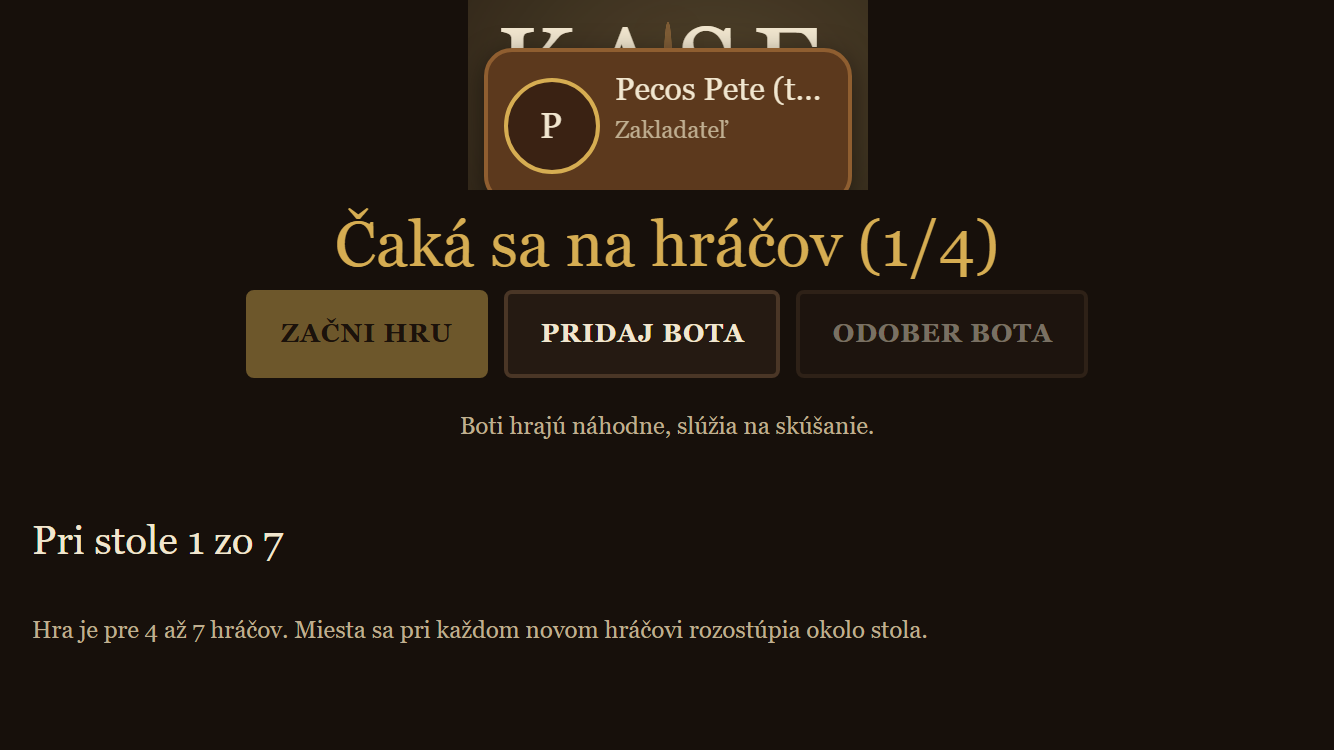 Pecos Pete (t...
P
Zakladateľ
Čaká sa na hráčov (1/4)
ZAČNI HRU
PRIDAJ BOTA
ODOBER BOTA
Boti hrajú náhodne, slúžia na skúšanie.
Pri stole 1 zo 7
Hra je pre 4 až 7 hráčov. Miesta sa pri každom novom hráčovi rozostúpia okolo stola.